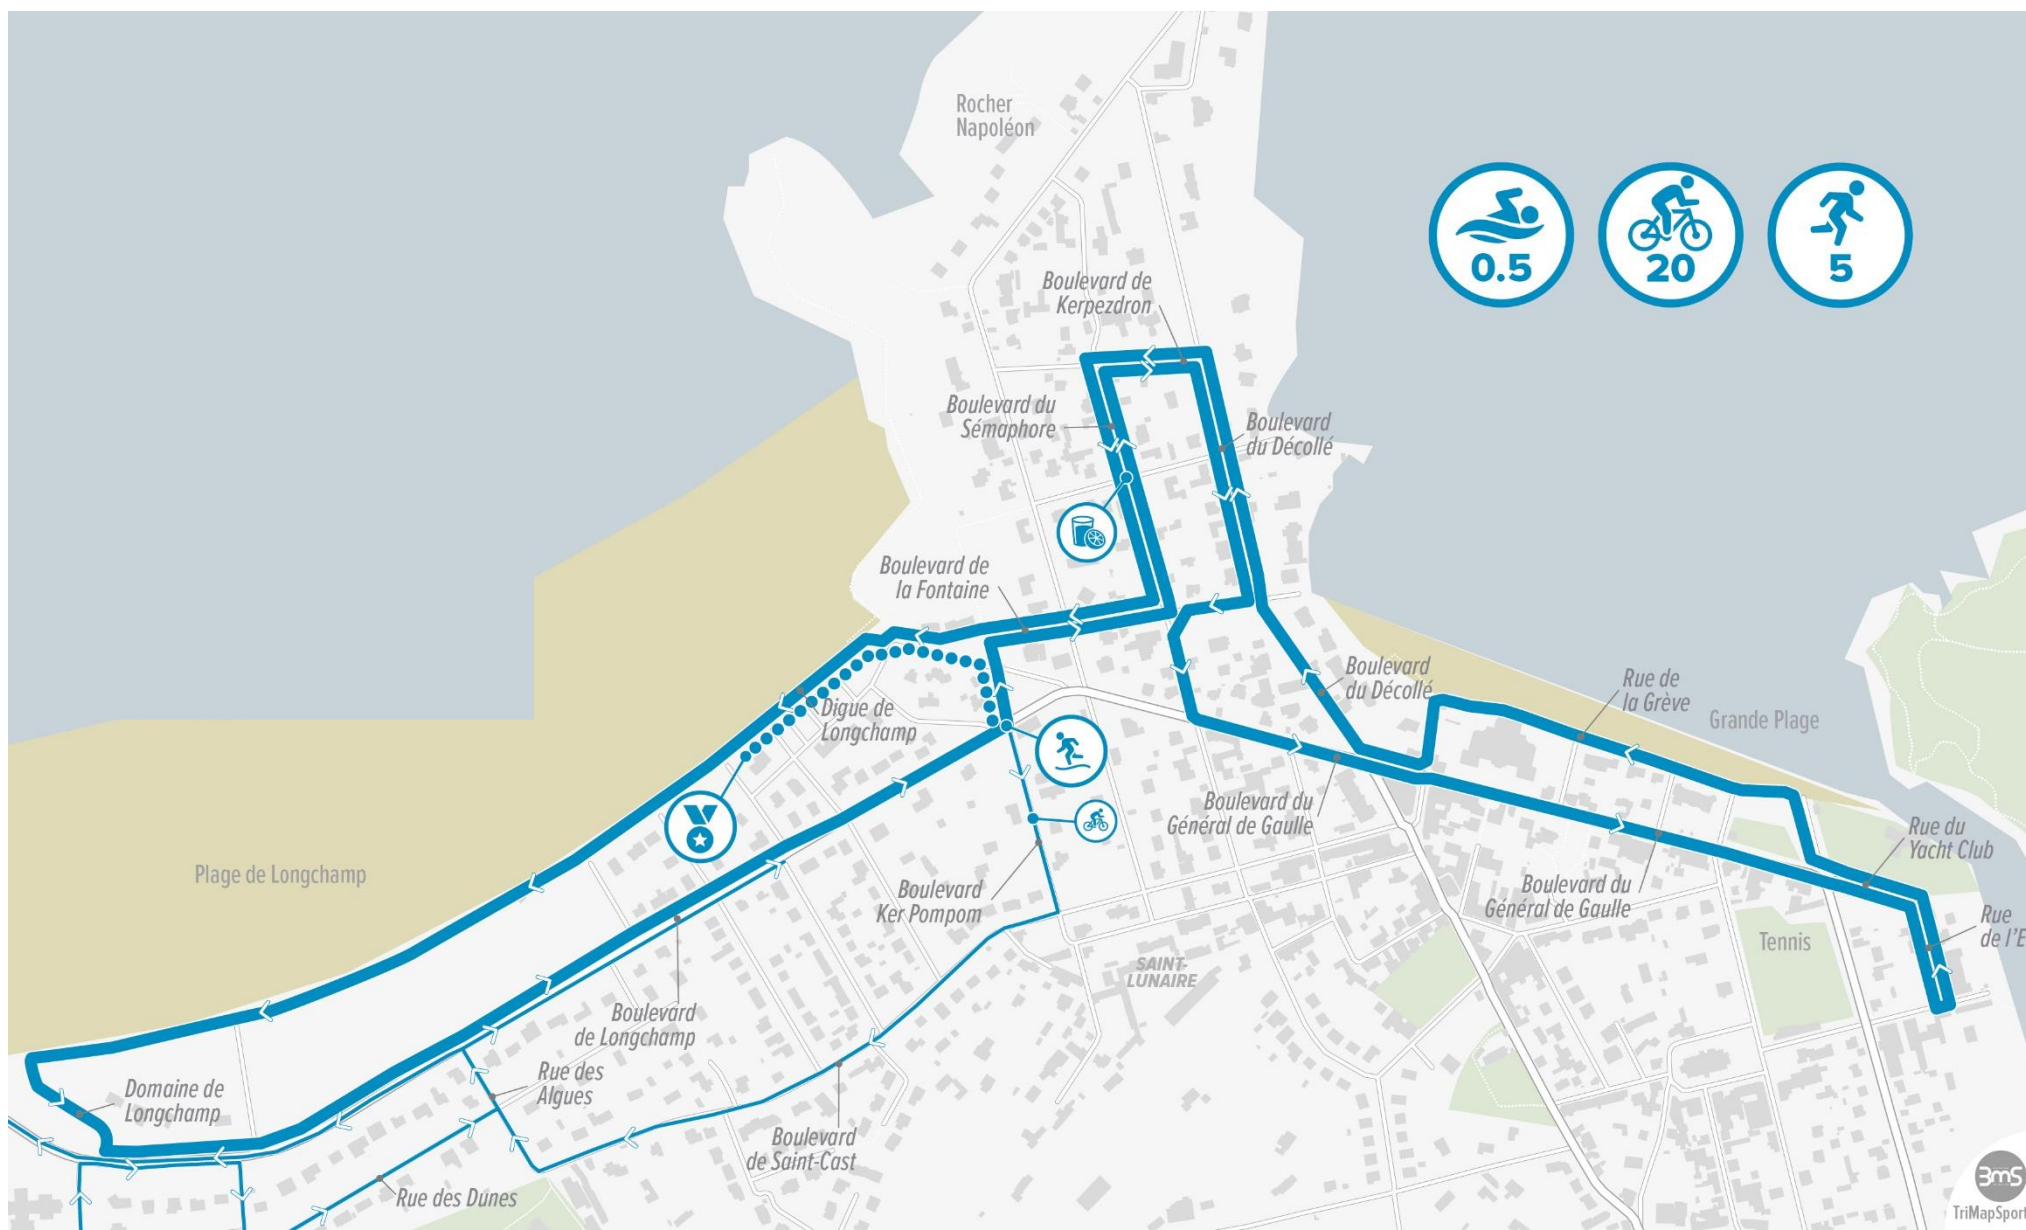 Rocher
Napoléon
0.5
20
5
Boulevard de
Kerpezdron
Boulevard du
Sémaphore
Boulevard
du Décollé
Boulevard de
la Fontaine
Boulevard
du Décollé
Rue de
la Grève
Grande Plage
Digue de
Longchamp
Boulevard du
Général de Gaulle
Rue du
Yacht Club
Plage de Longchamp
Boulevard
Ker Pompom
Boulevard du
Général de Gaulle
Rue
de l'E
Tennis
SAINT-
LUNAIRE
Boulevard
de Longchamp
Rue des
Algues
Domaine de
Longchamp
Boulevard
de Saint-Cast
Rue des Dunes
3mS
TriMapSport